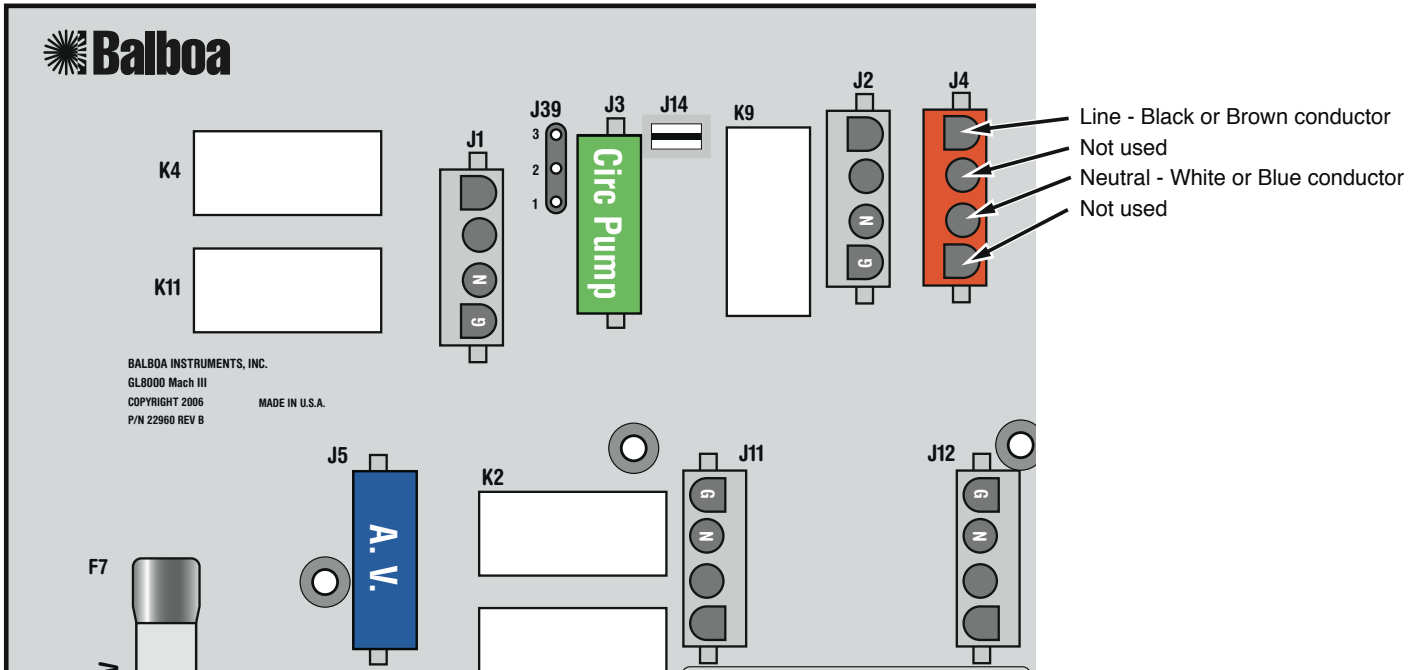 Balboa
J2
J4
J39
J3
J14
K9
Line - Black or Brown conductor
Not used
Neutral - White or Blue conductor
Not used
3
2
1
J1
K4
K11
Circ Pump
N
G
N
G
BALBOA INSTRUMENTS, INC.
GL8000 Mach III
COPYRIGHT 2006 MADE IN U.S.A.
P/N 22960 REV B
J5
K2
J11
J12
G
N
G
N
A. V.
F7